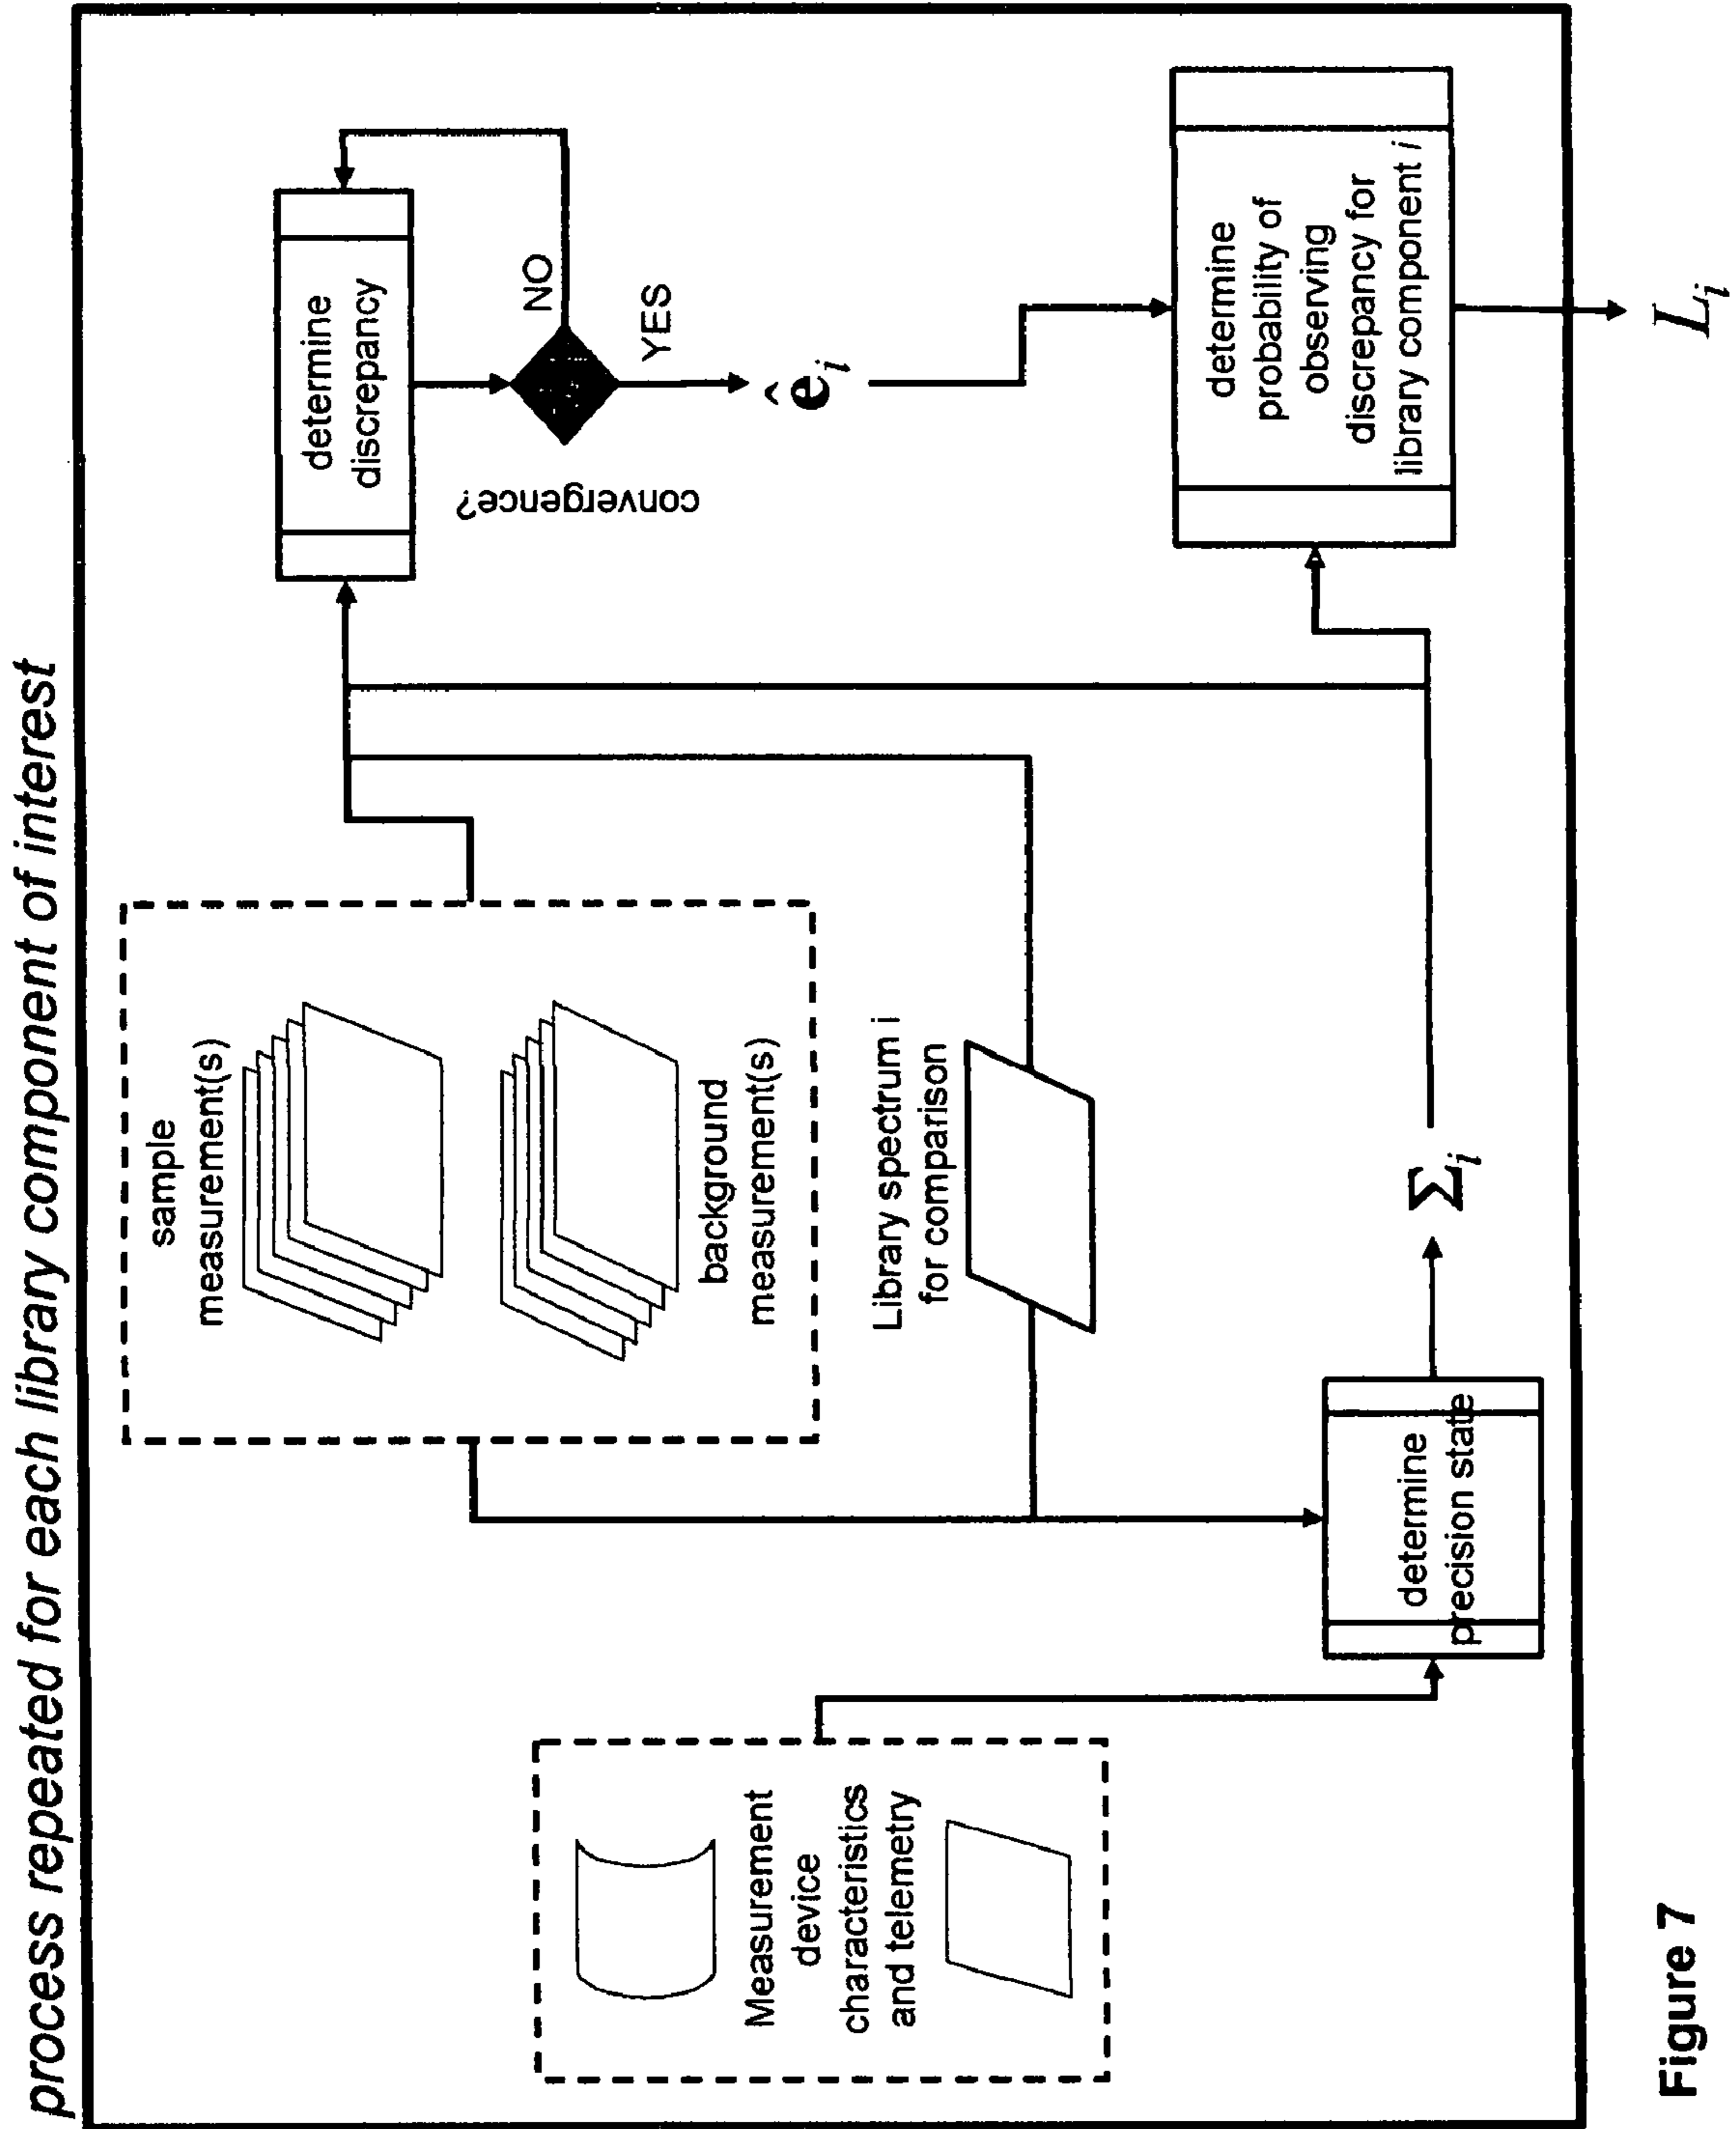 process repeated for each library component of interest
Measurement
device
characteristics
and telemetry
sample
measurement(s)
background
measurement(s)
Library spectrum i
for comparison
determine
precision state
Σi
determine
discrepancy
convergence?
NO
YES
êi
determine
probability of
observing
discrepancy for
library component i
Li
Figure 7